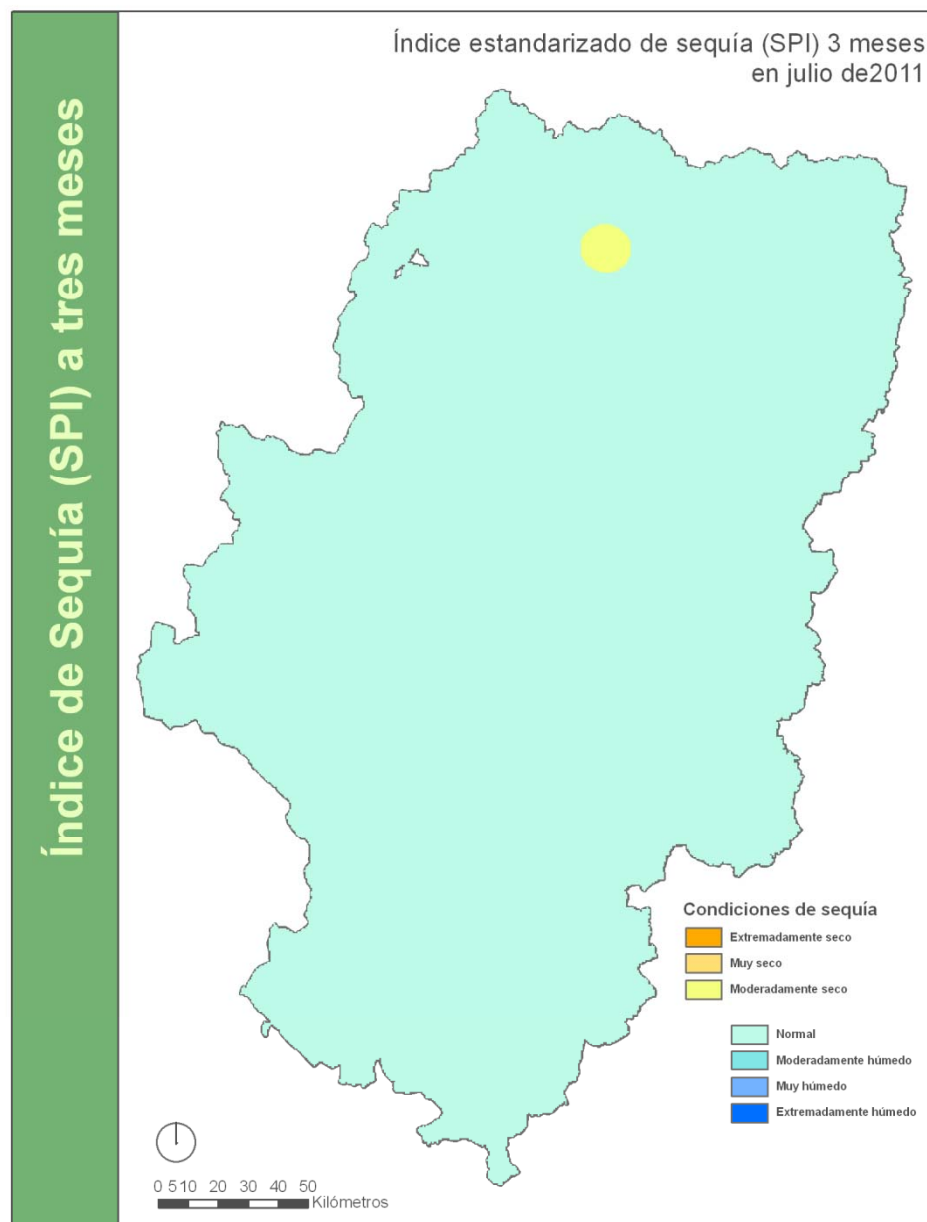 Índice de Sequía (SPI) a tres meses
Índice estandarizado de sequía (SPI) 3 meses
en julio de2011
Condiciones de sequía
Extremadamente seco
Muy seco
Moderadamente seco
Normal
Moderadamente húmedo
Muy húmedo
Extremadamente húmedo
0 5 10 20 30 40 50
Kilómetros